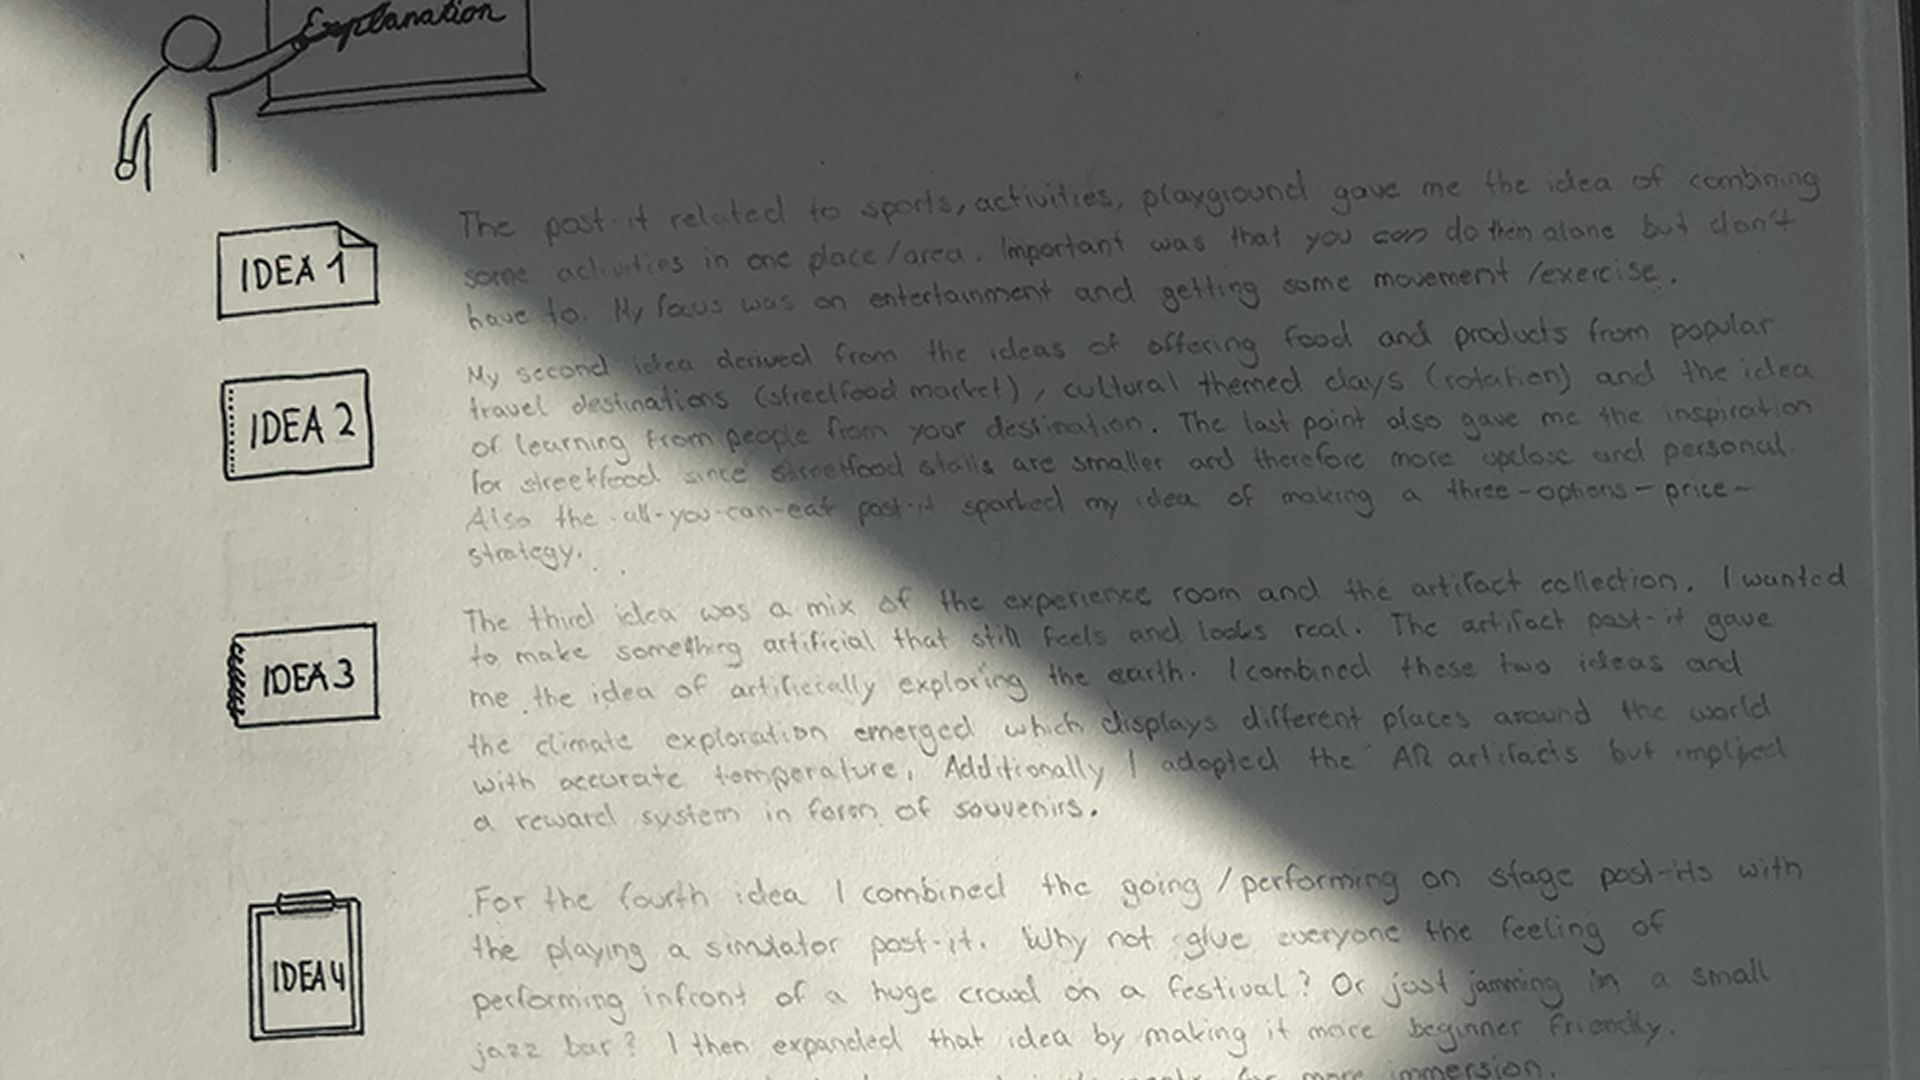 Explanation
IDEA 1
The post-it related to sports, activities, playground gave me the idea of combining
some activities in one place/area. Important was that you can do them alone but don't
have to. My focus was on entertainment and getting some movement/exercise.
IDEA 2
My second idea derived from the ideas of offering food and products from popular
travel destinations (streetfood market), cultural themed days (rotation) and the idea
of learning from people from your destination. The last point also gave me the inspiration
for streetfood since streetfood stalls are smaller and therefore more upclose and personal.
Also the all-you-can-eat post-it sparked my idea of making a three-options-price-
strategy.
IDEA 3
The third idea was a mix of the experience room and the artifact collection. I wanted
to make something artificial that still feels and looks real. The artifact post-it gave
me the idea of artificially exploring the earth. I combined these two ideas and
the climate exploration emerged which displays different places around the world
with accurate temperature. Additionally I adopted the AR artifacts but
a reward system in form of souvenirs.
IDEA 4
For the fourth idea I combined the going/performing on stage post-its with
the playing a simulator post-it. Why not give everyone the feeling of
performing infront of a huge crowd on a festival? Or just jamming in a small
jazz bar? I then expanded that idea by making it more beginner friendly.
for more immersion.